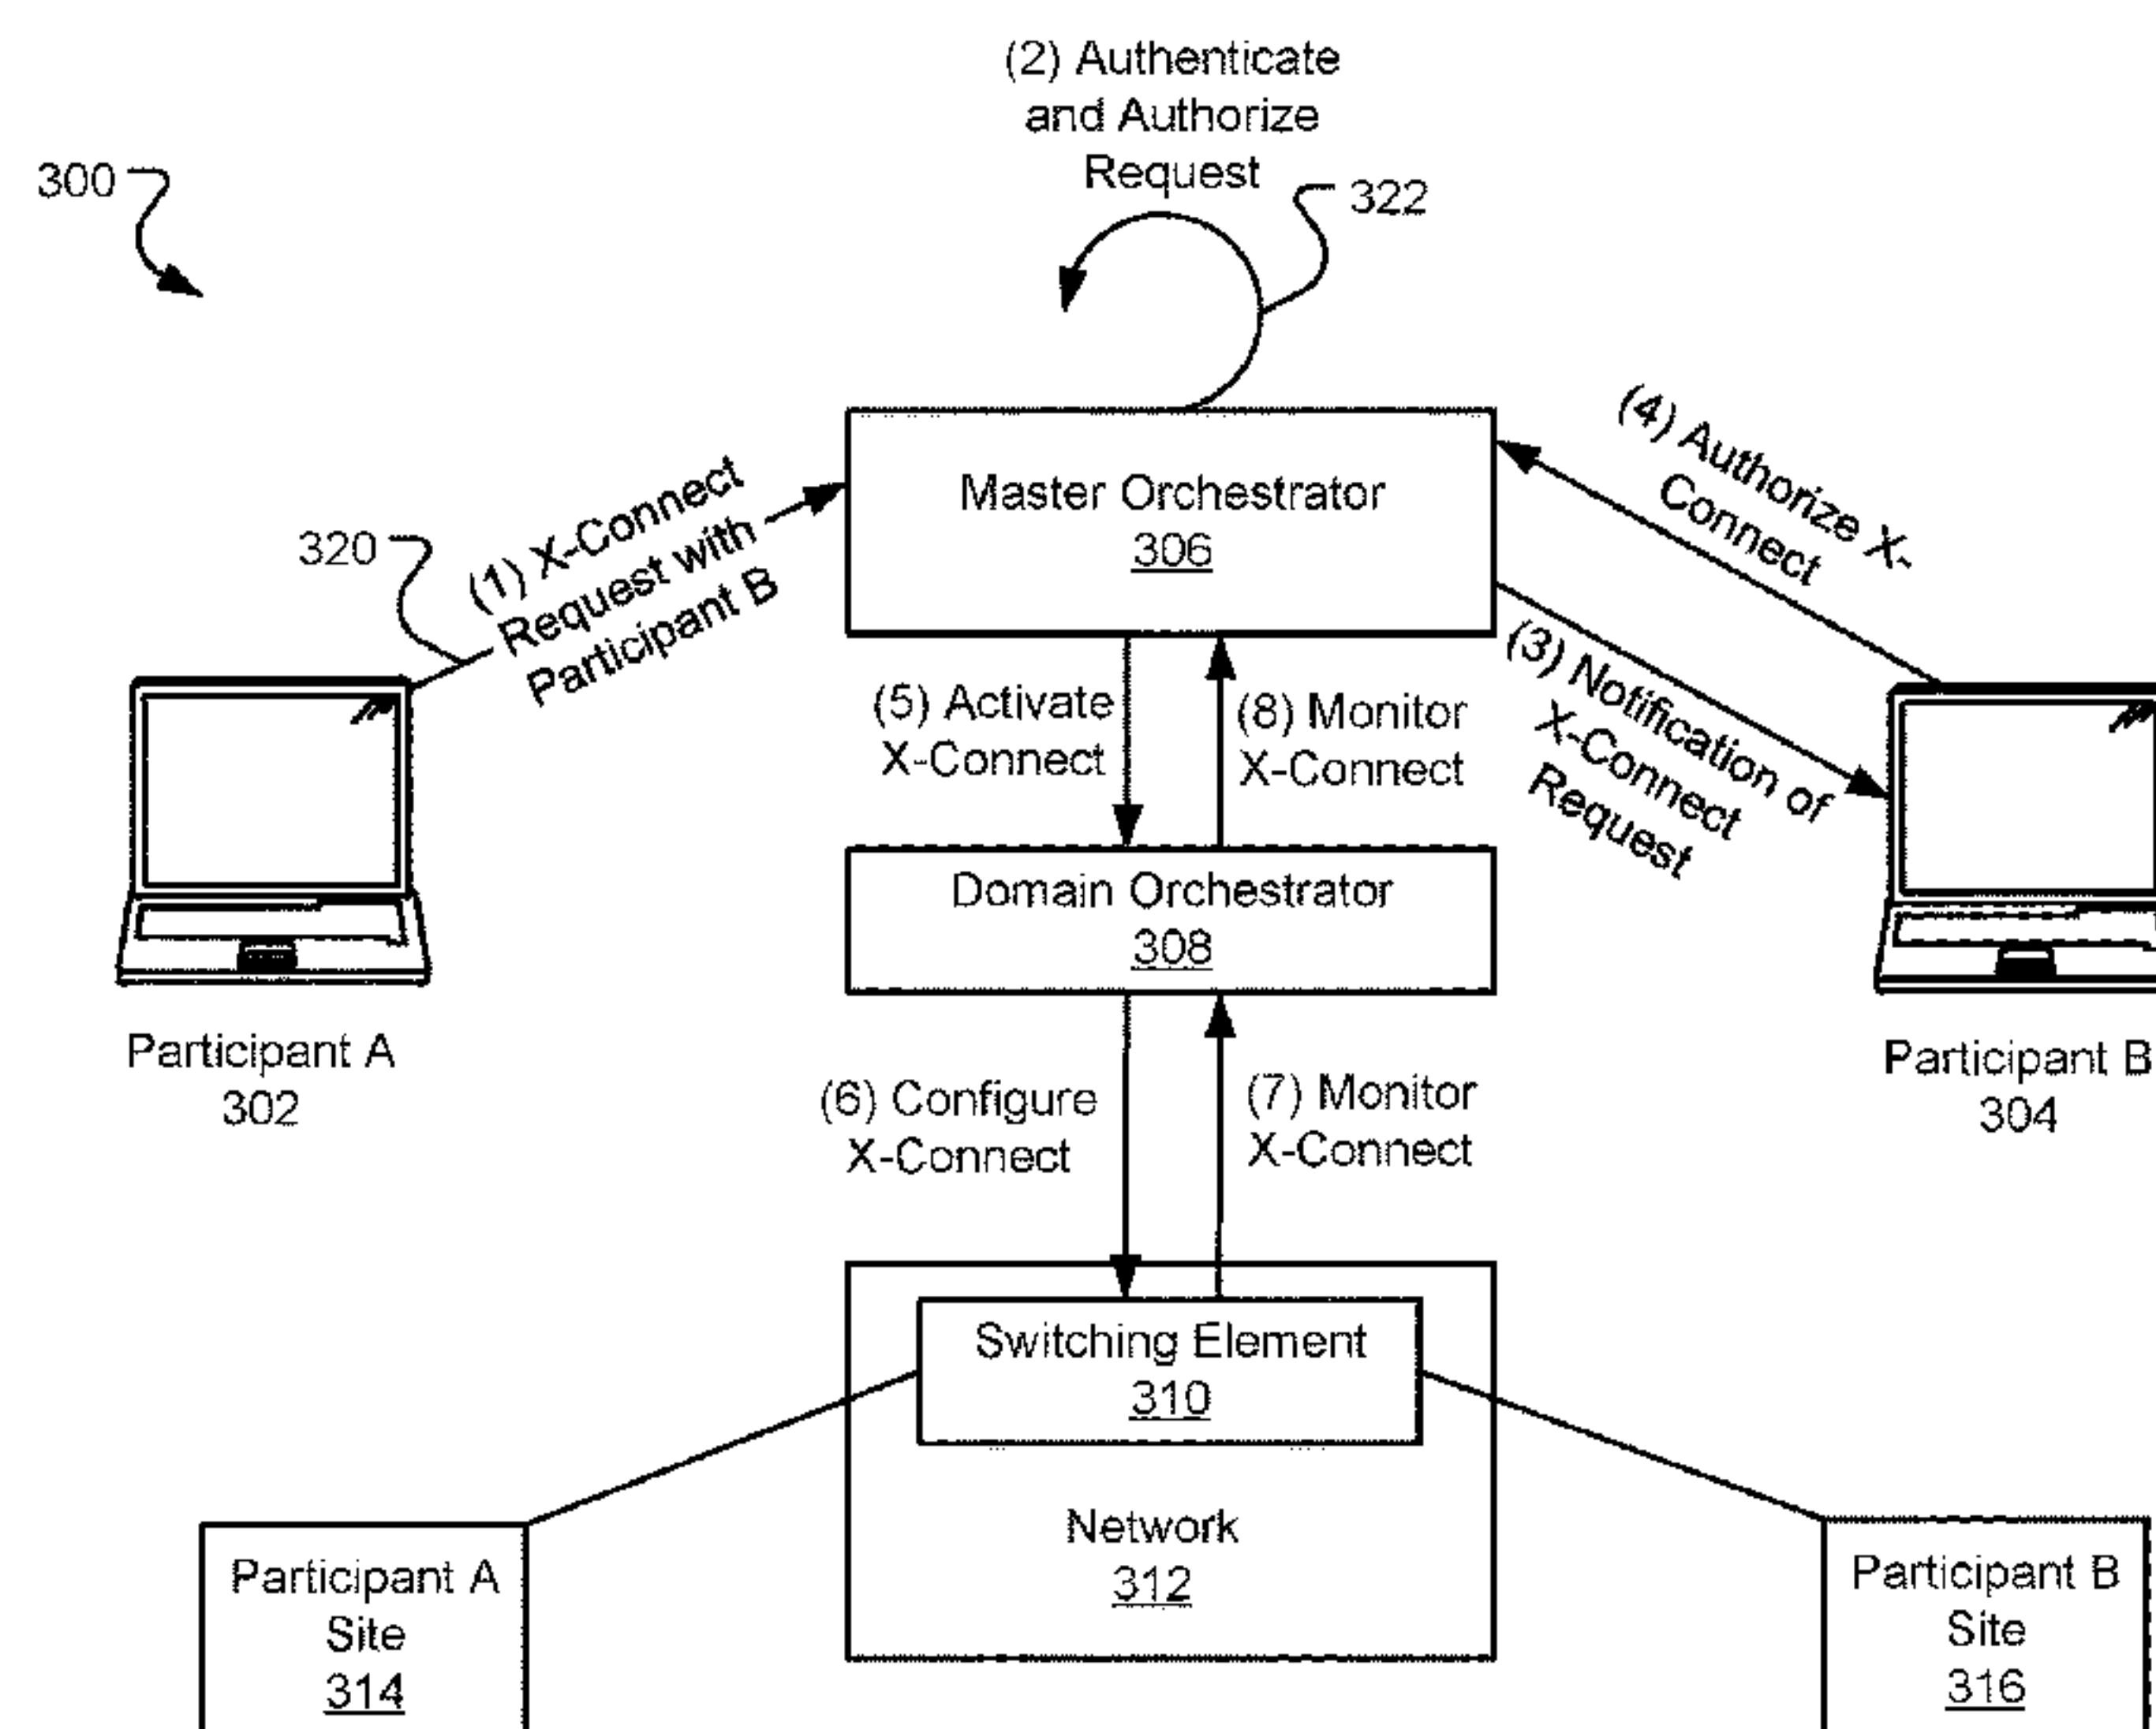 (2) Authenticate
and Authorize
Request
300
322
(4) Authorize X-
Connect
Master Orchestrator
306
320
(1) X-Connect
Request with
Participant B
(3) Notification of
X-Connect
Request
(5) Activate
X-Connect
(8) Monitor
X-Connect
Domain Orchestrator
308
Participant A
302
Participant B
304
(6) Configure
X-Connect
(7) Monitor
X-Connect
Switching Element
310
Network
312
Participant A
Site
314
Participant B
Site
316